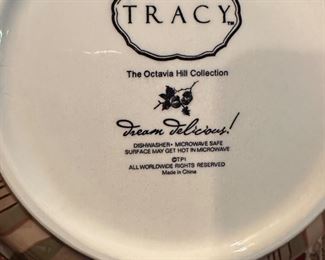 TRACY™
The Octavia Hill Collection
dream delicious!
DISHWASHER • MICROWAVE SAFE
SURFACE MAY GET HOT IN MICROWAVE
©TPI
ALL WORLDWIDE RIGHTS RESERVED
Made in China